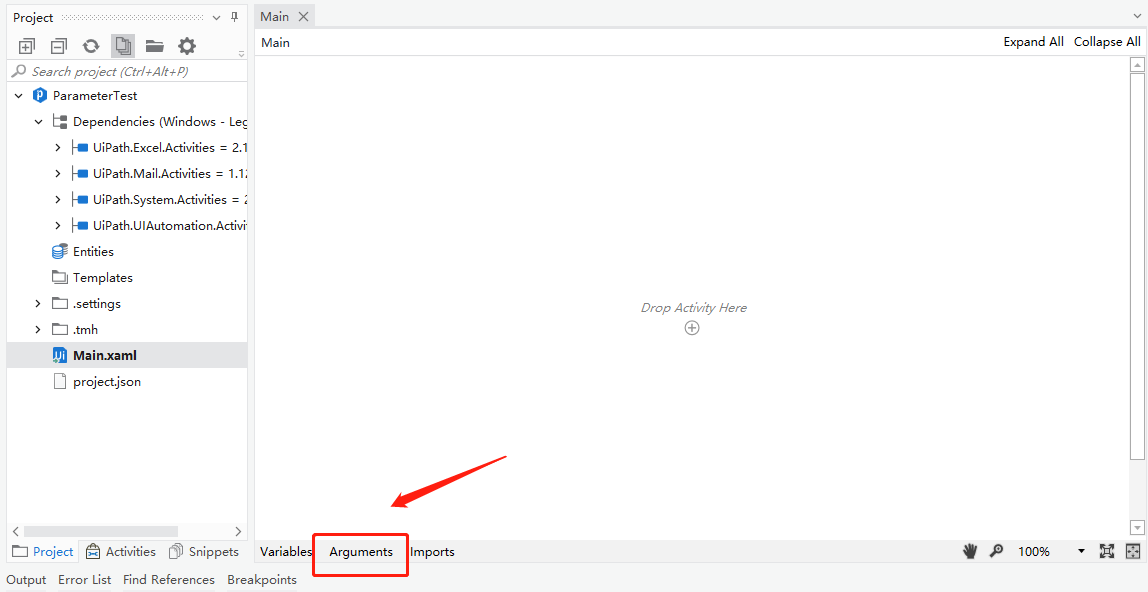 Project
Search project (Ctrl+Alt+P)
ParameterTest
Dependencies (Windows - Leg
UiPath.Excel.Activities = 2.1
UiPath.Mail.Activities = 1.12
UiPath.System.Activities = 2
UiPath.UIAutomation.Activi
Entities
Templates
.settings
.tmh
Main.xaml
project.json
Project Activities Snippets
Main
Main Expand All Collapse All
Drop Activity Here
Variables Arguments Imports 100%
Output Error List Find References Breakpoints